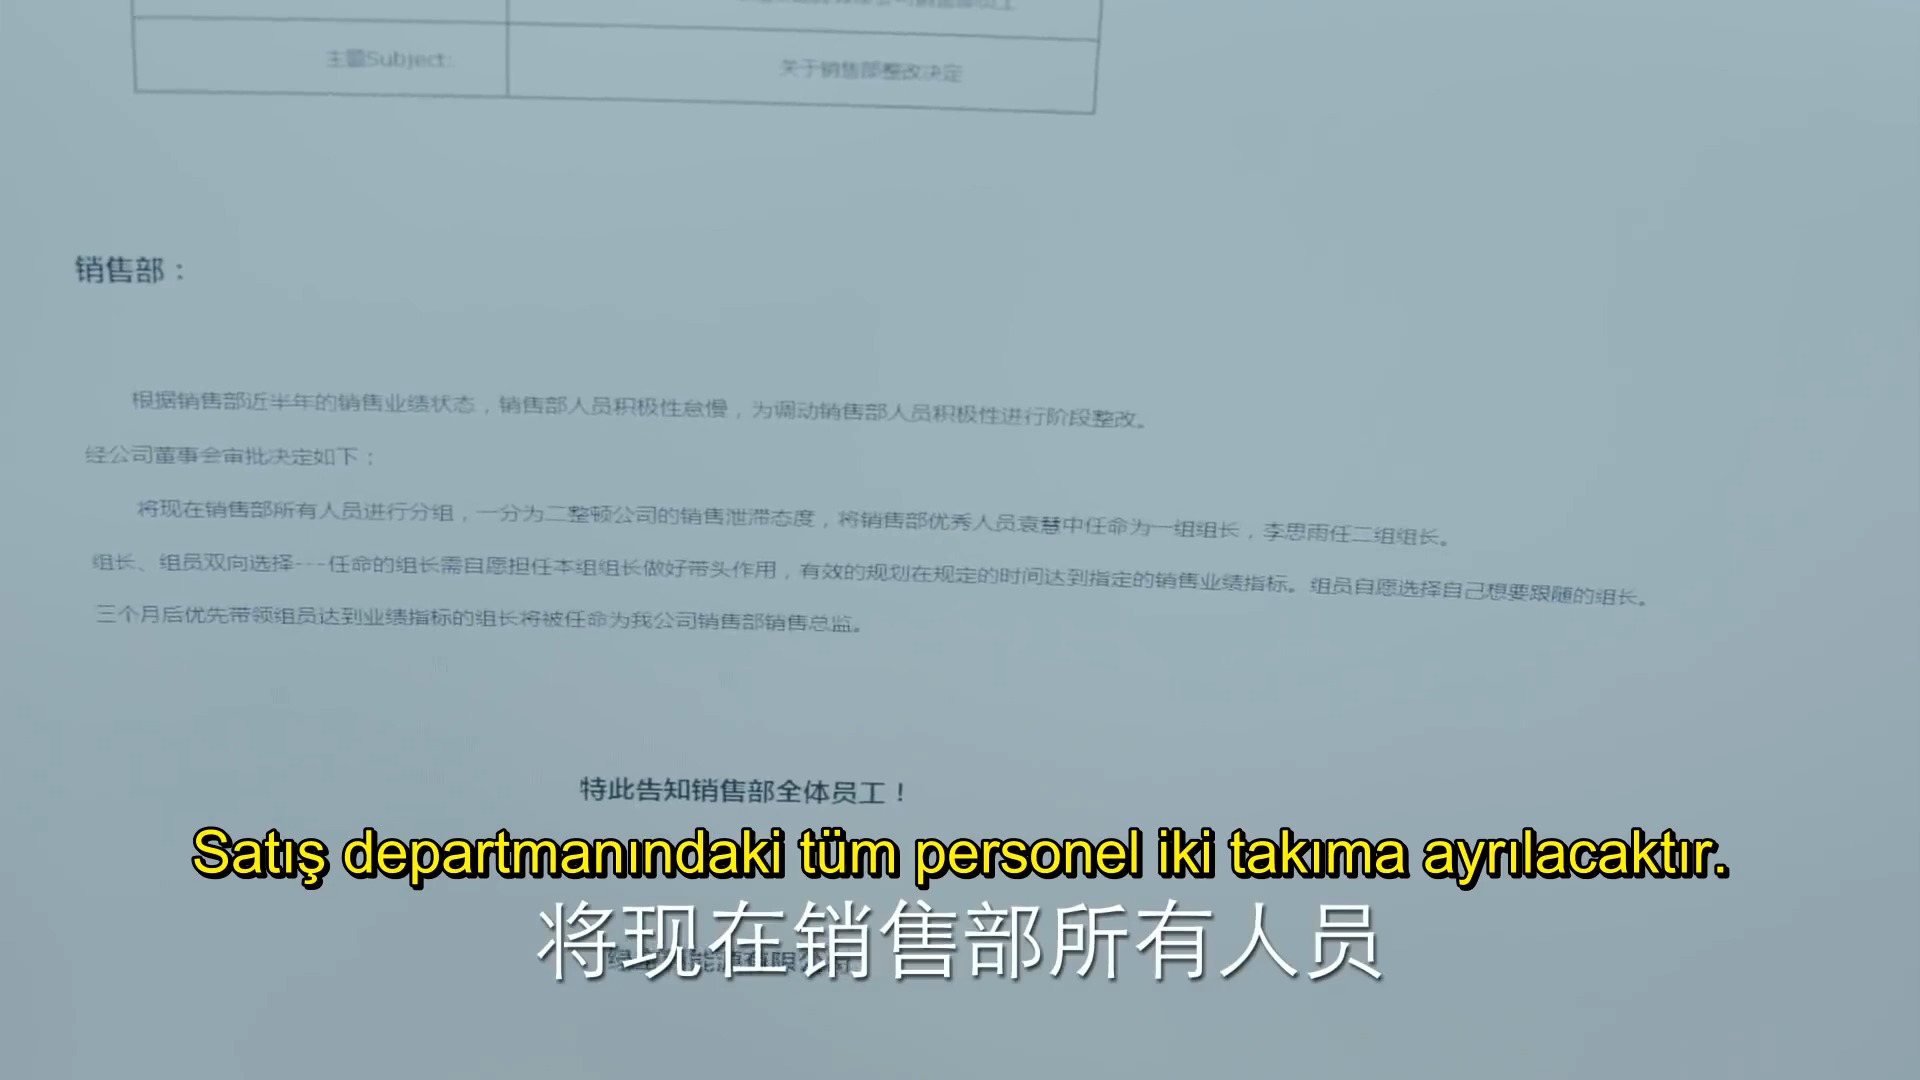 主题Subject:
关于销售部整改决定
销售部：
根据销售部近半年的销售业绩状态，销售部人员积极性怠慢，为调动销售部人员积极性进行阶段整改。
经公司董事会审批决定如下：
将现在销售部所有人员进行分组，一分为二整顿公司的销售泄滞态度，将销售部优秀人员袁慧中任命为一组组长，李思雨任二组组长。
组长、组员双向选择---任命的组长需自愿担任本组组长做好带头作用，有效的规划在规定的时间达到指定的销售业绩指标。组员自愿选择自己想要跟随的组长。
三个月后优先带领组员达到业绩指标的组长将被任命为我公司销售部销售总监。
特此告知销售部全体员工！
Satış departmanındaki tüm personel iki takıma ayrılacaktır.
将现在销售部所有人员